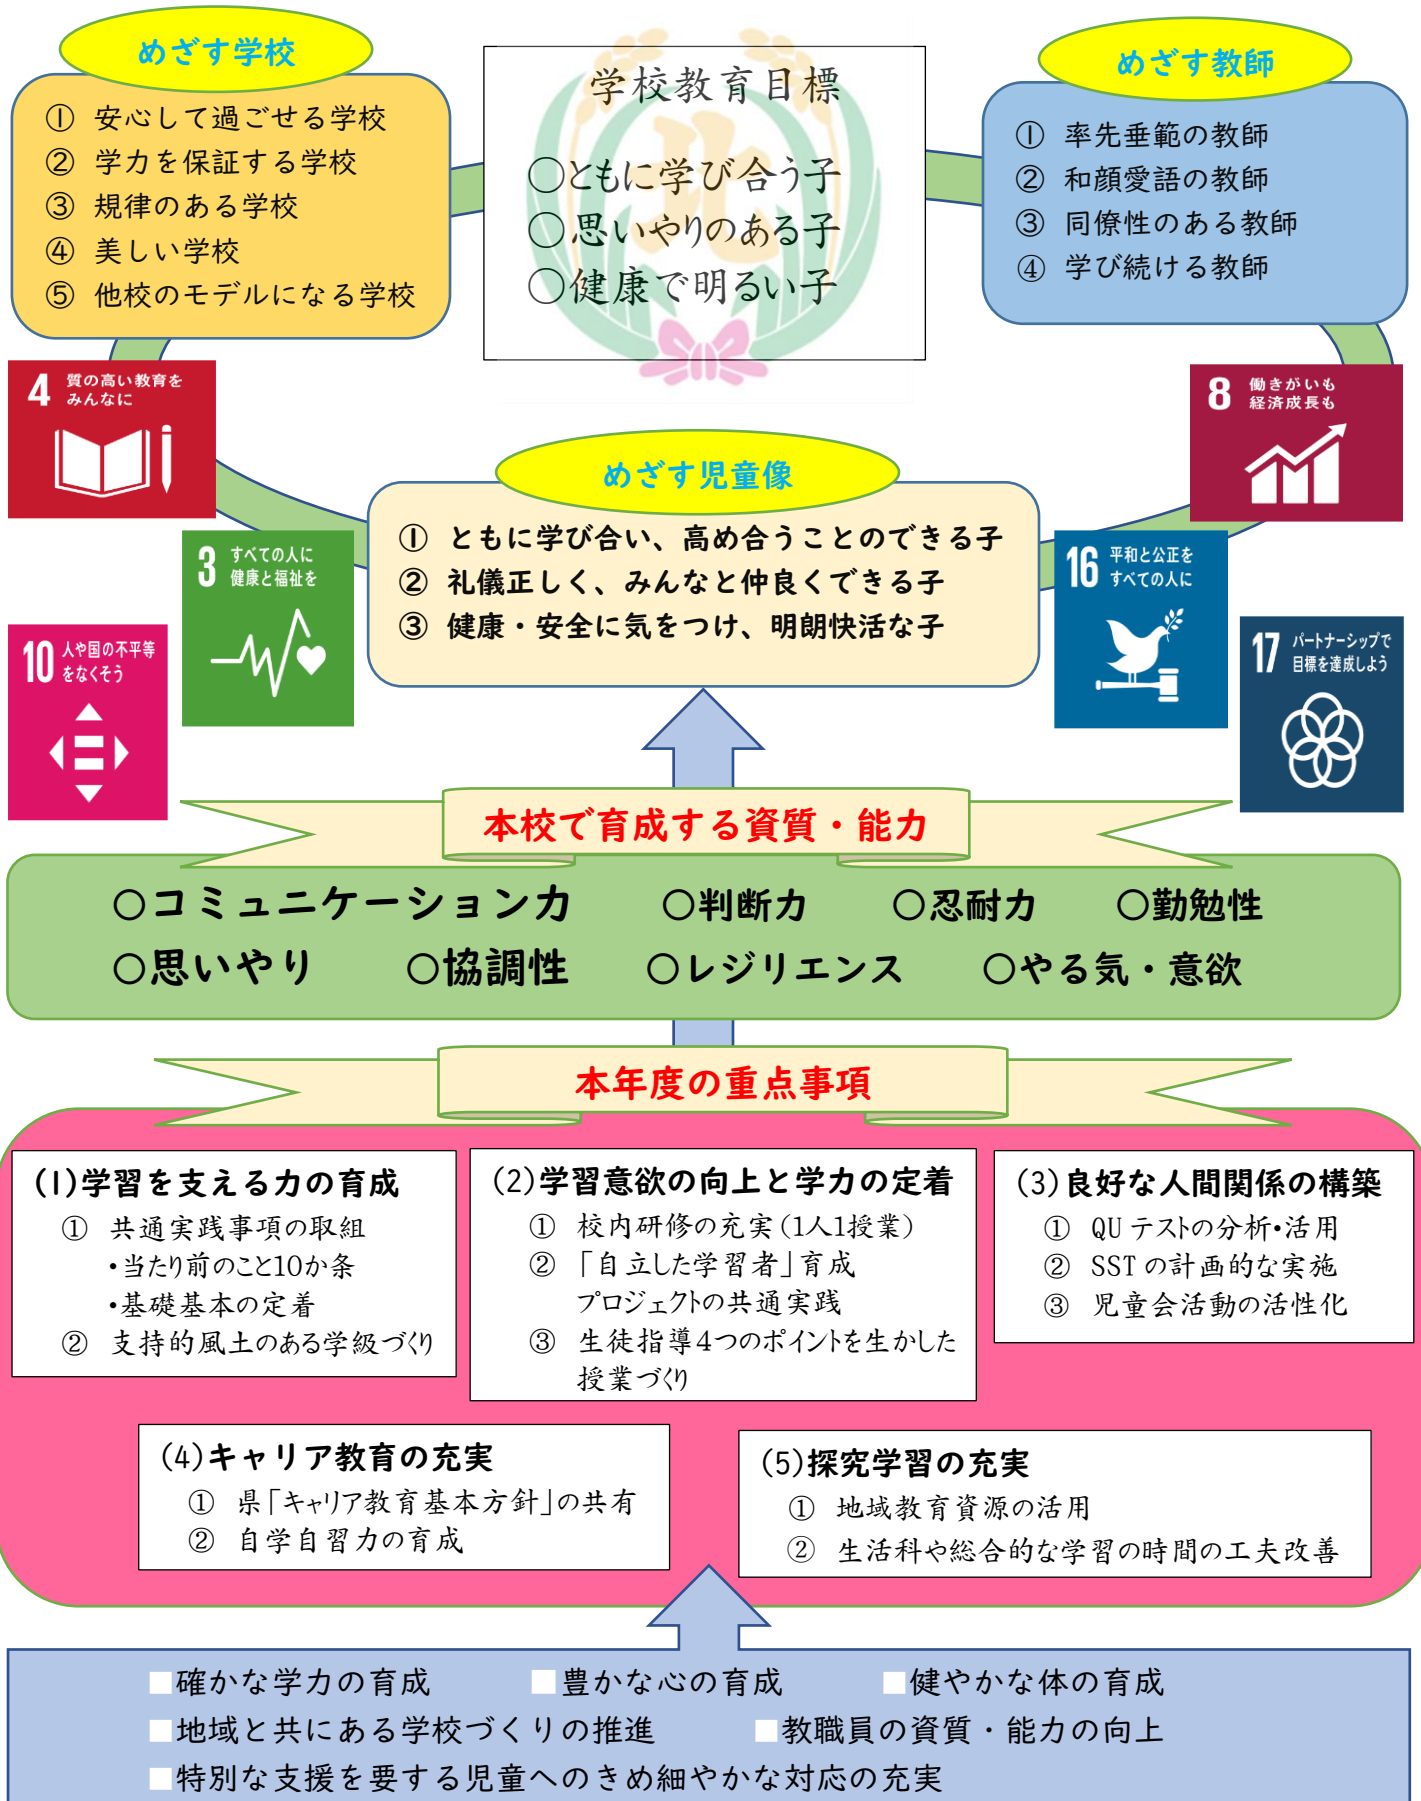 めざす学校
① 安心して過ごせる学校
② 学力を保証する学校
③ 規律のある学校
④ 美しい学校
⑤ 他校のモデルになる学校
北
学校教育目標
○ともに学び合う子
○思いやりのある子
○健康で明るい子
めざす教師
① 率先垂範の教師
② 和顔愛語の教師
③ 同僚性のある教師
④ 学び続ける教師
4 質の高い教育を
みんなに
8 働きがいも
経済成長も
めざす児童像
① ともに学び合い、高め合うことのできる子
② 礼儀正しく、みんなと仲良くできる子
③ 健康・安全に気をつけ、明朗快活な子
3 すべての人に
健康と福祉を
16 平和と公正を
すべての人に
10 人や国の不平等
をなくそう
17 パートナーシップで
目標を達成しよう
本校で育成する資質・能力
○コミュニケーション力 ○判断力 ○忍耐力 ○勤勉性
○思いやり ○協調性 ○レジリエンス ○やる気・意欲
本年度の重点事項
(1)学習を支える力の育成
① 共通実践事項の取組
・当たり前のこと10か条
・基礎基本の定着
② 支持的風土のある学級づくり
(2)学習意欲の向上と学力の定着
① 校内研修の充実(1人1授業)
② 「自立した学習者」育成
プロジェクトの共通実践
③ 生徒指導4つのポイントを生かした
授業づくり
(3)良好な人間関係の構築
① QUテストの分析・活用
② SSTの計画的な実施
③ 児童会活動の活性化
(4)キャリア教育の充実
① 県「キャリア教育基本方針」の共有
② 自学自習力の育成
(5)探究学習の充実
① 地域教育資源の活用
② 生活科や総合的な学習の時間の工夫改善
■確かな学力の育成 ■豊かな心の育成 ■健やかな体の育成
■地域と共にある学校づくりの推進 ■教職員の資質・能力の向上
■特別な支援を要する児童へのきめ細やかな対応の充実